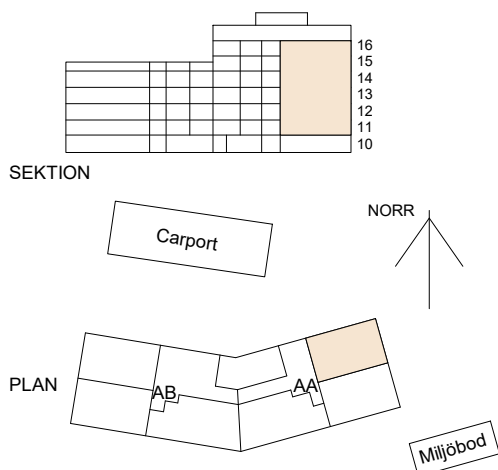 16
15
14
13
12
11
10
SEKTION
Carport
NORR
PLAN
AB
AA
Miljöbod